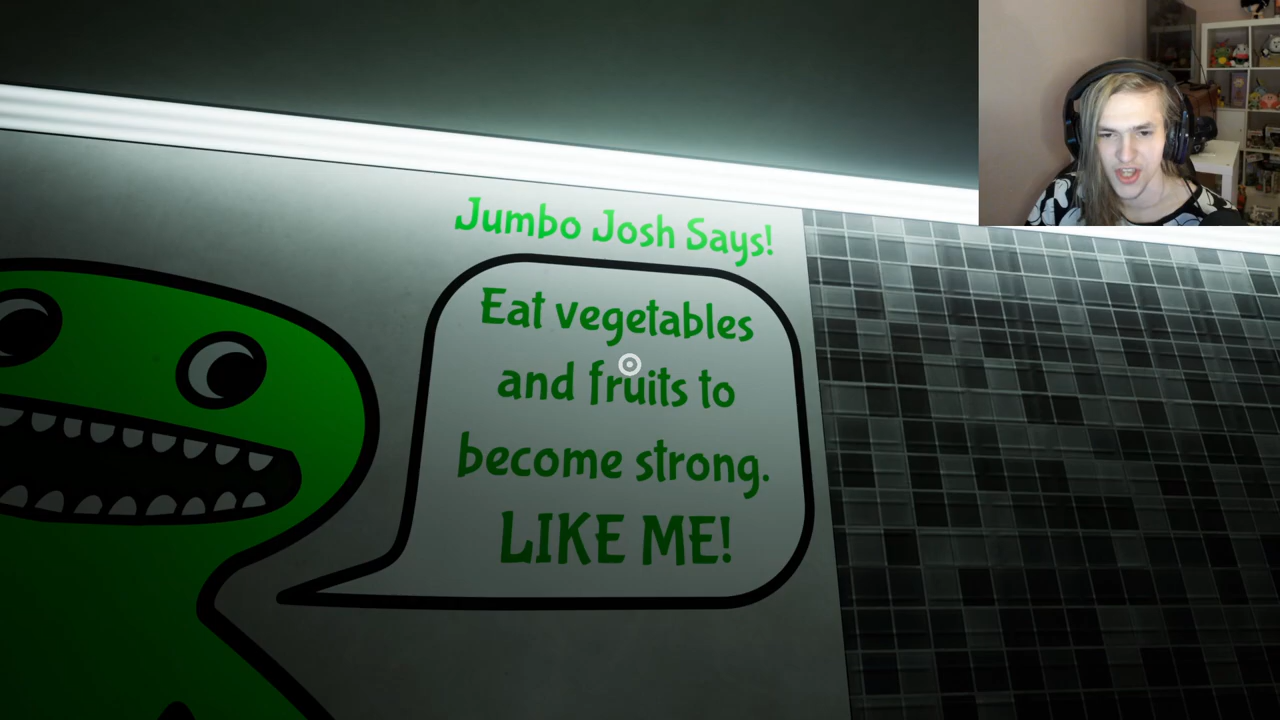 Jumbo Josh Says!
Eat vegetables
and fruits to
become strong.
LIKE ME!